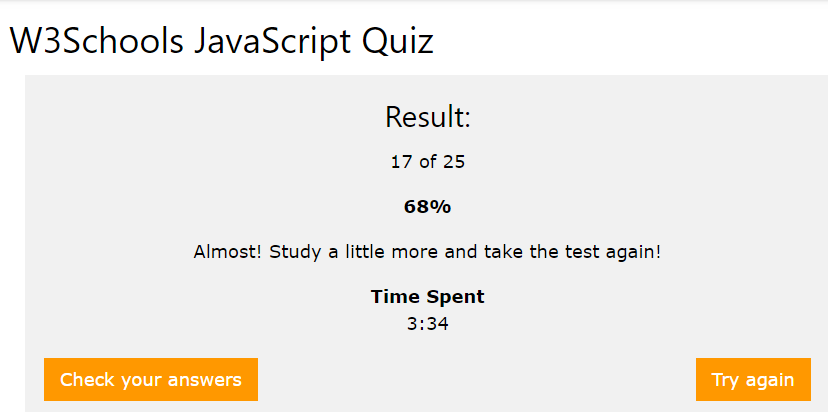 W3Schools JavaScript Quiz
Result:
17 of 25
68%
Almost! Study a little more and take the test again!
Time Spent
3:34
Check your answers
Try again